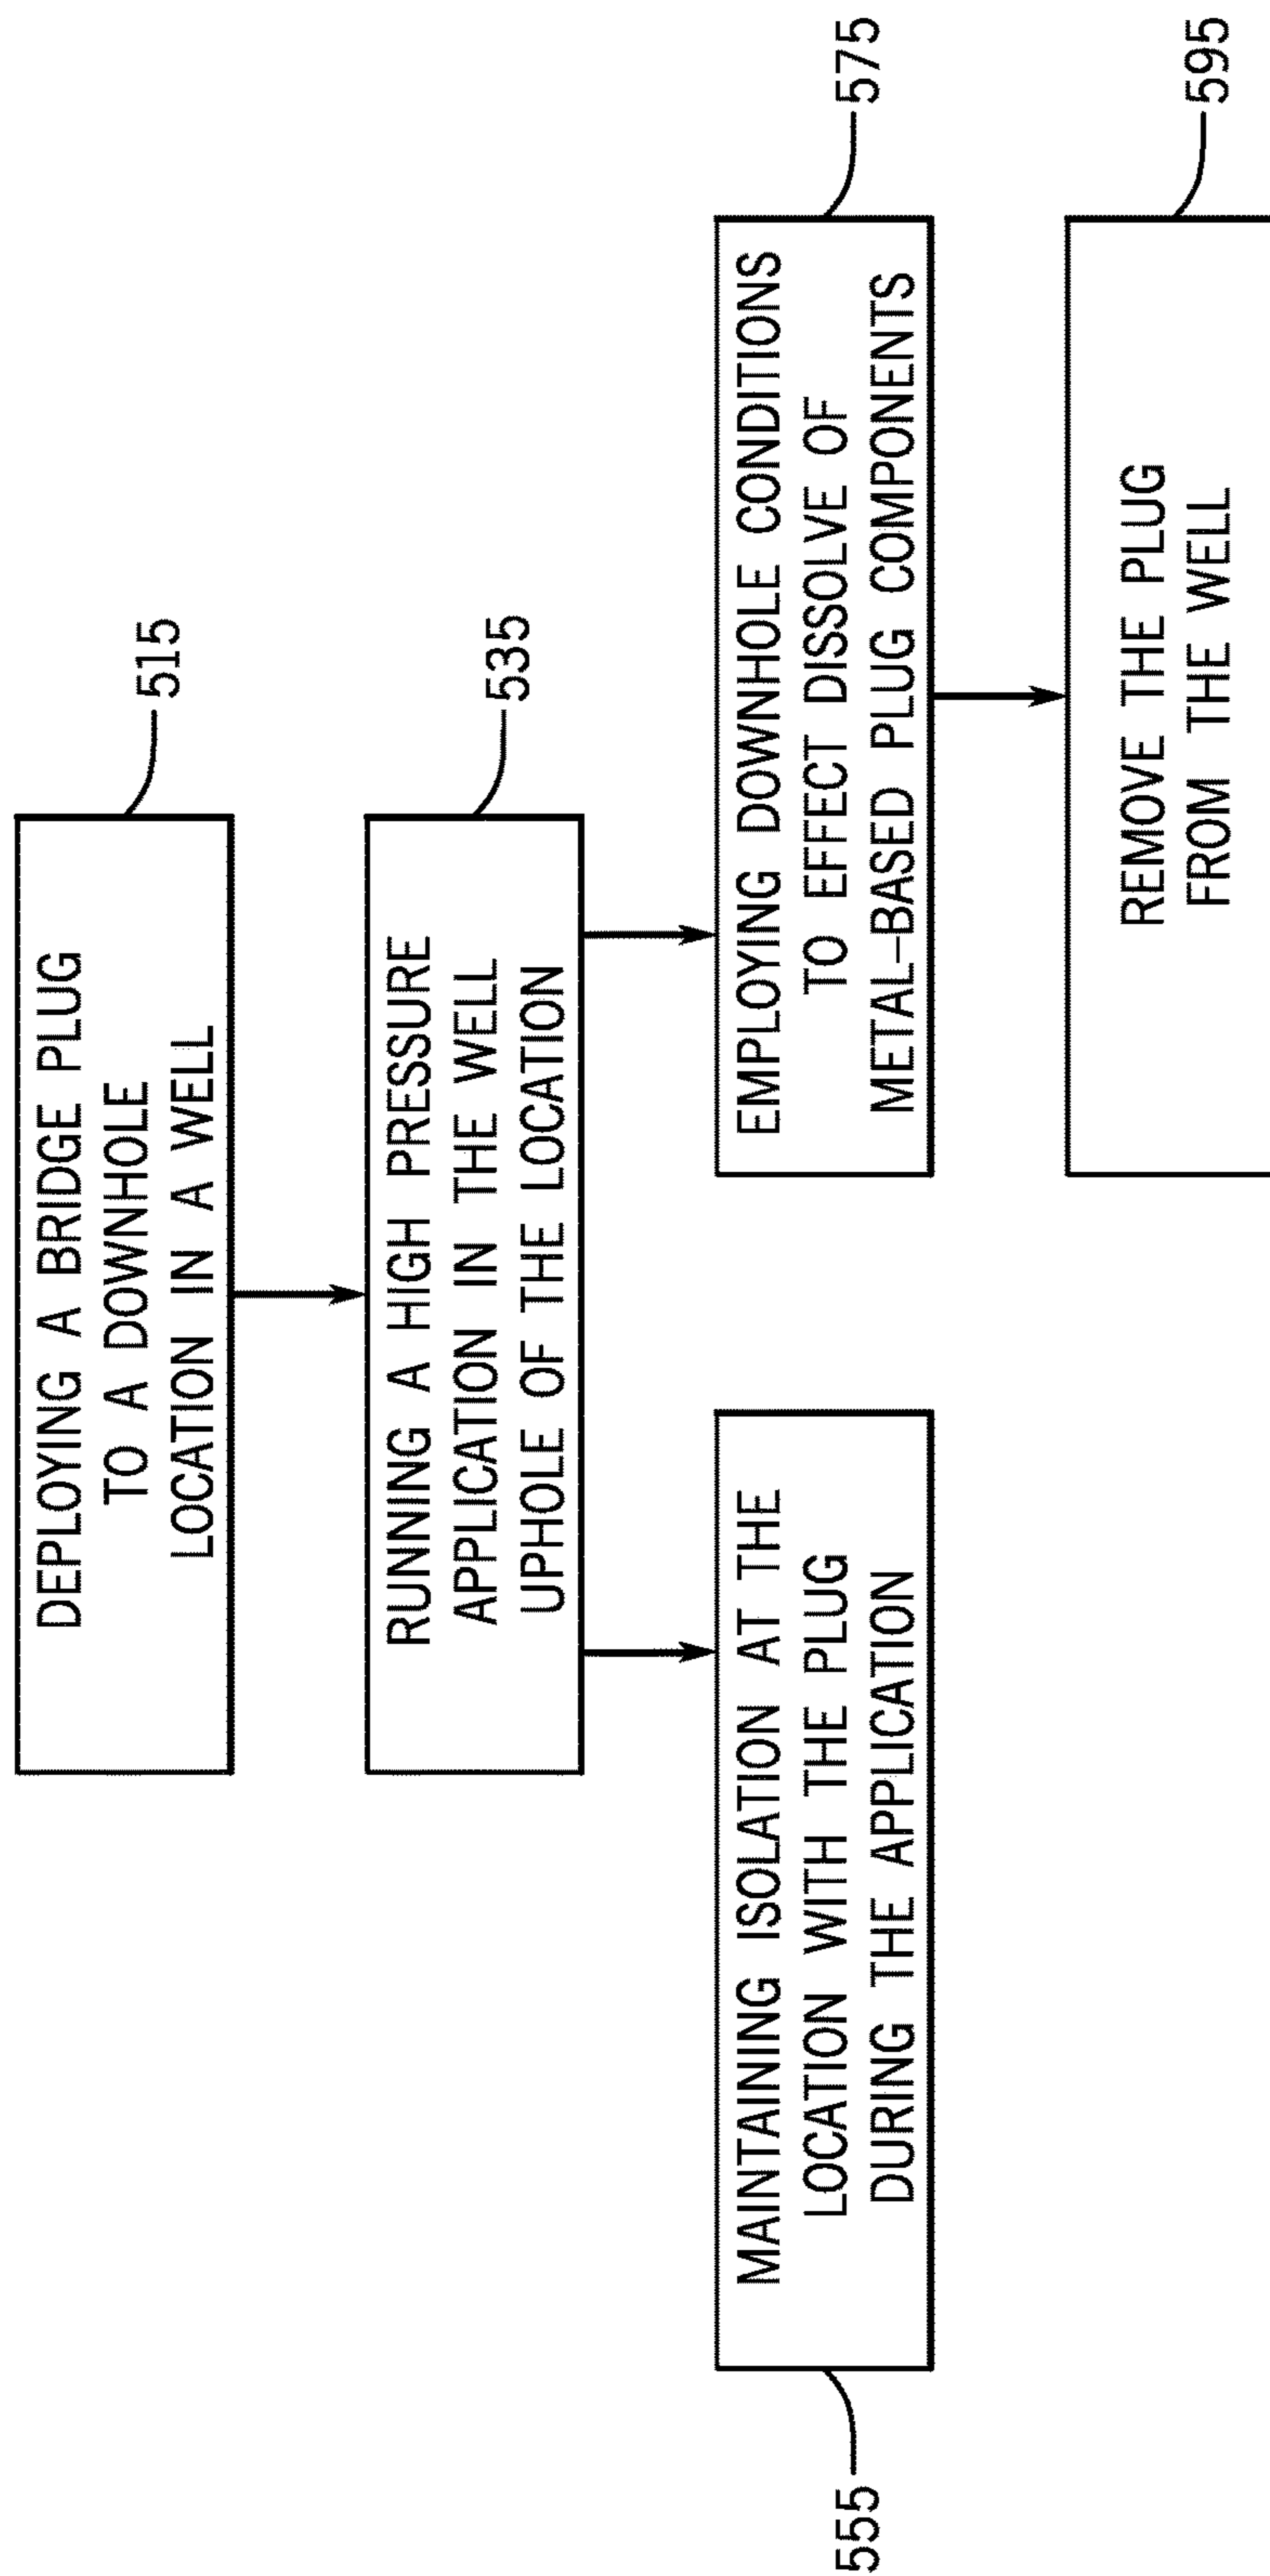 DEPLOYING A BRIDGE PLUG
TO A DOWNHOLE
LOCATION IN A WELL
515
RUNNING A HIGH PRESSURE
APPLICATION IN THE WELL
UPHOLE OF THE LOCATION
535
MAINTAINING ISOLATION AT THE
LOCATION WITH THE PLUG
DURING THE APPLICATION
555
EMPLOYING DOWNHOLE CONDITIONS
TO EFFECT DISSOLVE OF
METAL-BASED PLUG COMPONENTS
575
REMOVE THE PLUG
FROM THE WELL
595